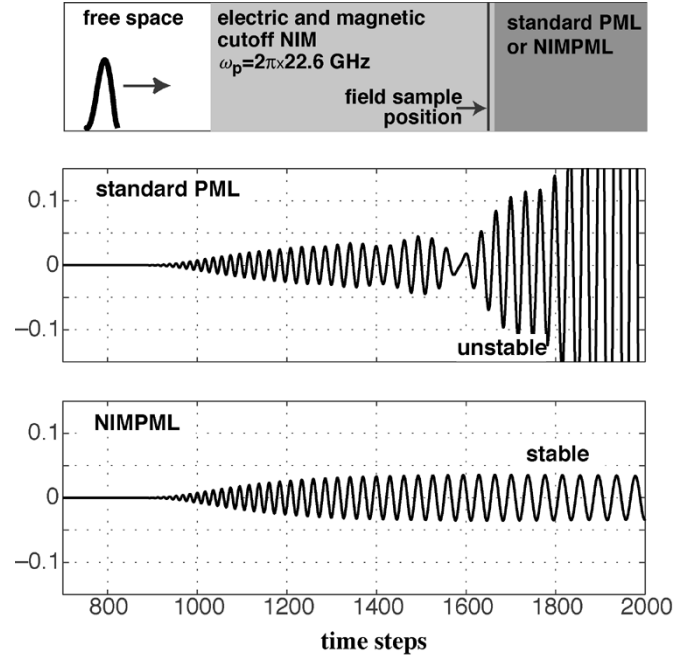 free space
electric and magnetic
cutoff NIM
ωp=2π×22.6 GHz
field sample
position
standard PML
or NIMPML
0.1
0
−0.1
standard PML
unstable
0.1
0
−0.1
NIMPML
stable
800 1000 1200 1400 1600 1800 2000
time steps